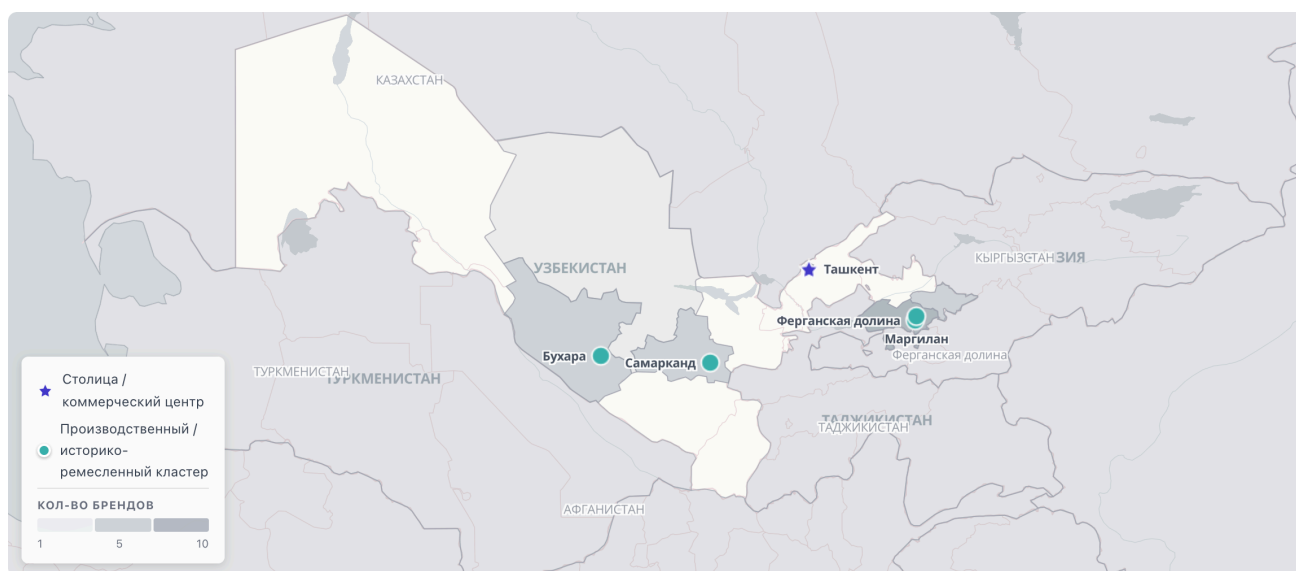 КАЗАХСТАН
УЗБЕКИСТАН
Ташкент
КЫРГЫЗСТАН
ЗИЯ
Ферганская долина
Маргилан
Ферганская долина
Бухара
Самарканд
ТУРКМЕНИСТАН
ТУРКМЕНИСТАН
ТАДЖИКИСТАН
ТАДЖИКИСТАН
АФГАНИСТАН
Столица /
коммерческий центр
Производственный /
историко-
ремесленный кластер
КОЛ-ВО БРЕНДОВ
1 5 10